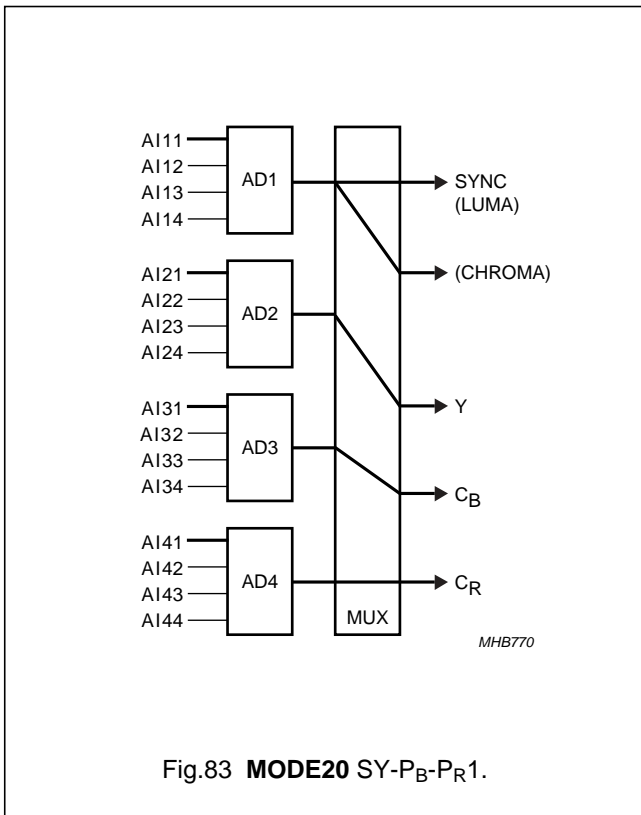 AI11
AI12
AI13
AI14
AD1
SYNC
(LUMA)
(CHROMA)
AI21
AI22
AI23
AI24
AD2
Y
AI31
AI32
AI33
AI34
AD3
CB
AI41
AI42
AI43
AI44
AD4
CR
MUX
MHB770
Fig.83 MODE20 SY-PB-PR1.